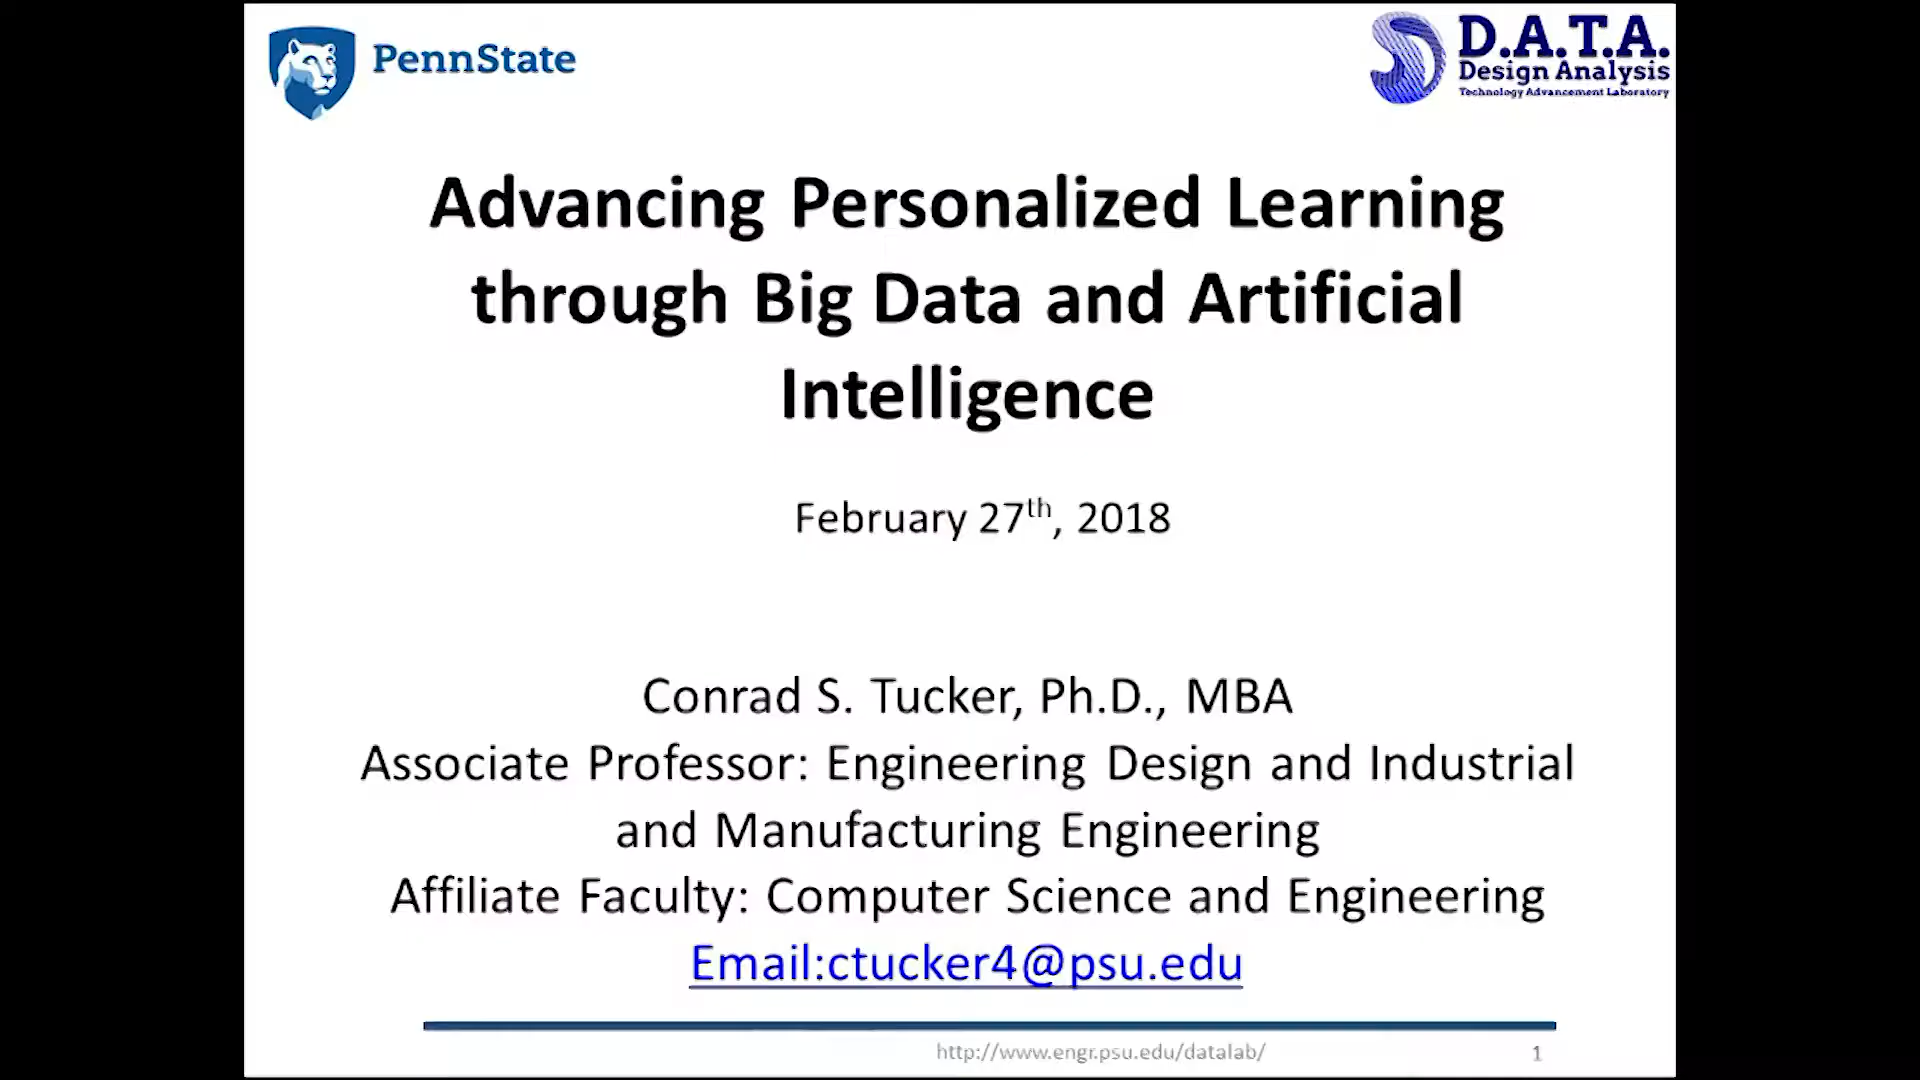 PennState
D.A.T.A.
Design Analysis
Technology Advancement Laboratory
Advancing Personalized Learning
through Big Data and Artificial
Intelligence
February 27th, 2018
Conrad S. Tucker, Ph.D., MBA
Associate Professor: Engineering Design and Industrial
and Manufacturing Engineering
Affiliate Faculty: Computer Science and Engineering
Email:ctucker4@psu.edu
http://www.engr.psu.edu/datalab/
1